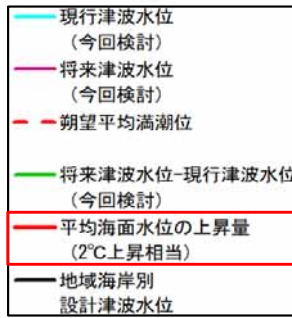 現行津波水位
(今回検討)
将来津波水位
(今回検討)
朔望平均満潮位
将来津波水位-現行津波水位
(今回検討)
平均海面水位の上昇量
(2℃上昇相当)
地域海岸別
設計津波水位